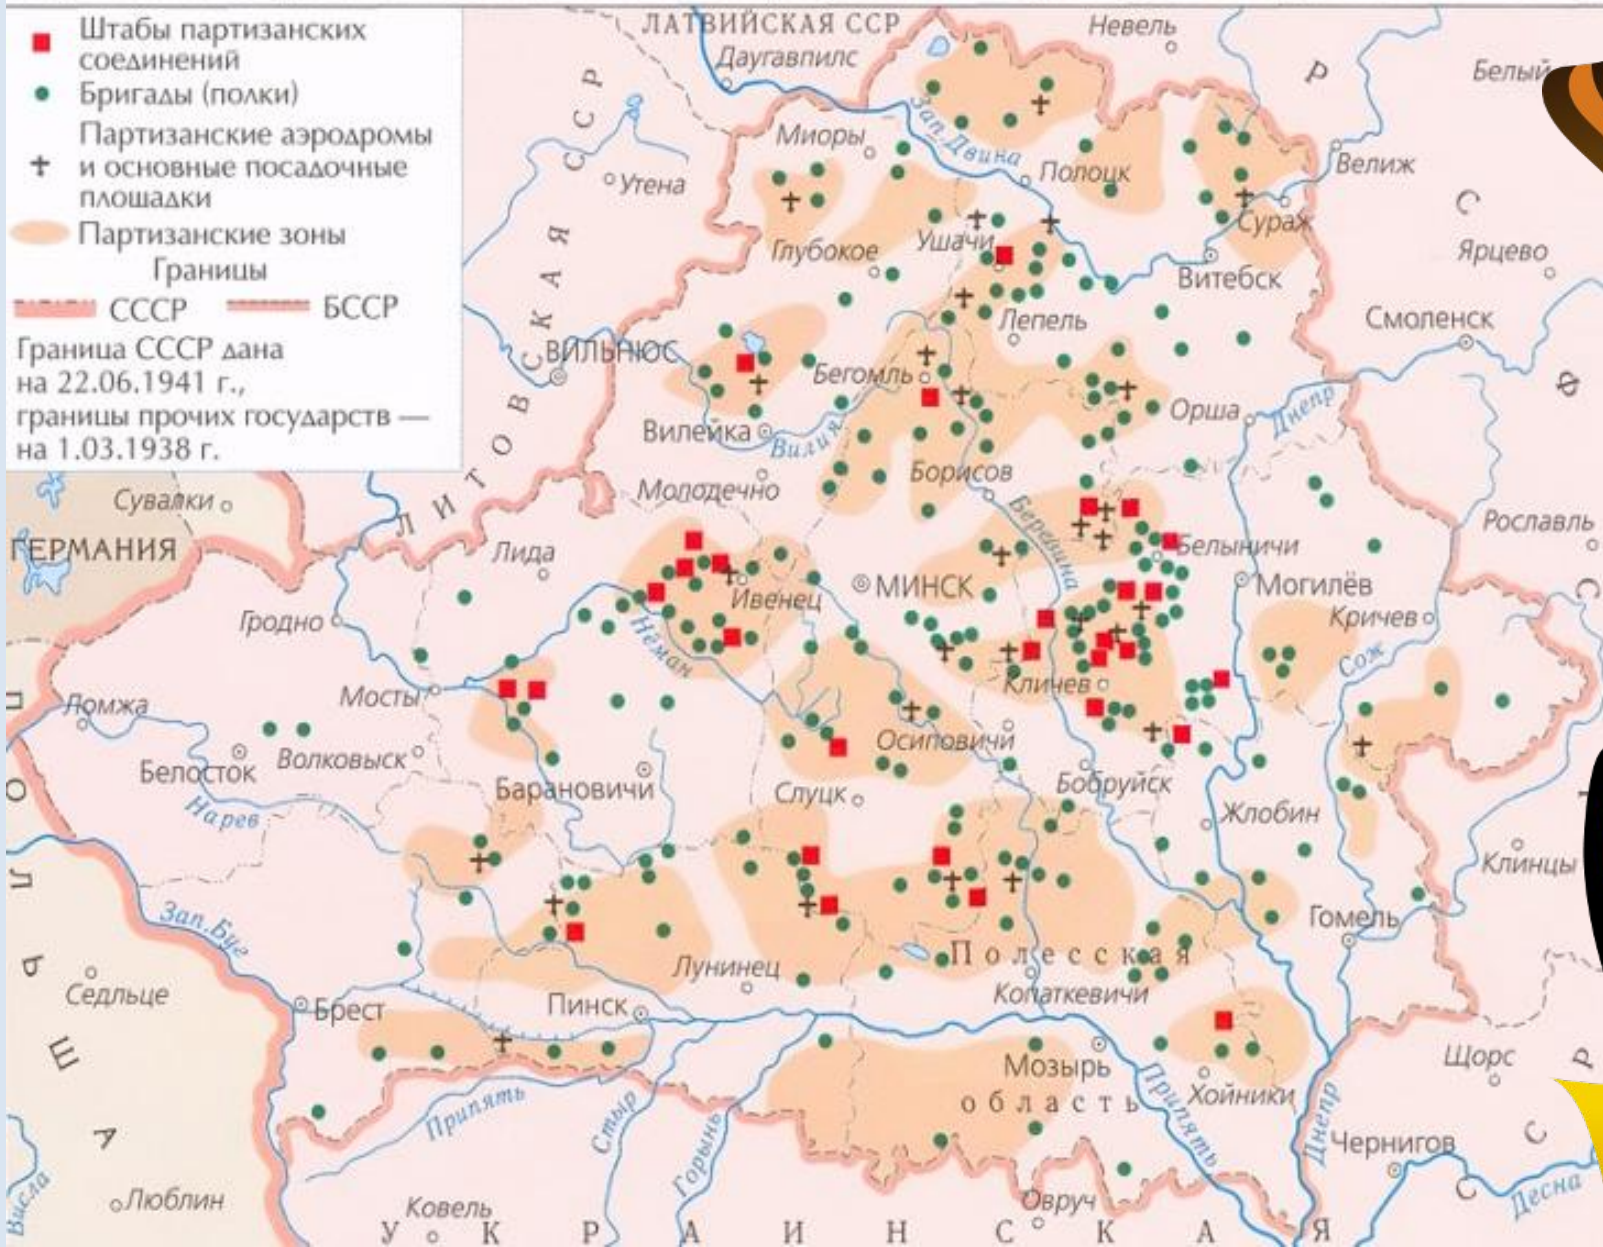 Штабы партизанских
соединений
Бригады (полки)
Партизанские аэродромы
и основные посадочные
площадки
Партизанские зоны
Границы
СССР БССР
Граница СССР дана
на 22.06.1941 г.,
границы прочих государств —
на 1.03.1938 г.
ЛАТВИЙСКАЯ ССР
Невель
Даугавпилс
Белый
Зап. Двина
Миоры
Полоцк
Велиж
Утена
Сураж
Глубокое
Ушачи
Витебск
Ярцево
ЛИТОВСКАЯ ССР
Лепель
Смоленск
ВИЛЬНЮС
Бегомль
Орша
Днепр
Вилейка
Вилия
Борисов
Молодечно
Сувалки
Березина
Рославль
ГЕРМАНИЯ
Лида
Белыничи
МИНСК
Могилёв
Ивенец
Гродно
Кричев
Нёман
Сож
Мосты
Кличев
Ломжа
Белосток
Волковыск
Осиповичи
Барановичи
Слуцк
Бобруйск
Нарев
Жлобин
Клинцы
Зап. Буг
Гомель
Полесская
Лунинец
Седльце
Копаткевичи
Брест
Пинск
ПОЛЬША
Мозырь
Щорс
область
Хойники
Припять
Припять
Стыр
Горынь
Днепр
Чернигов
Люблин
Висла
Десна
Ковель
Овруч
УКРАИНСКАЯ
ССР
Р С Ф С Р